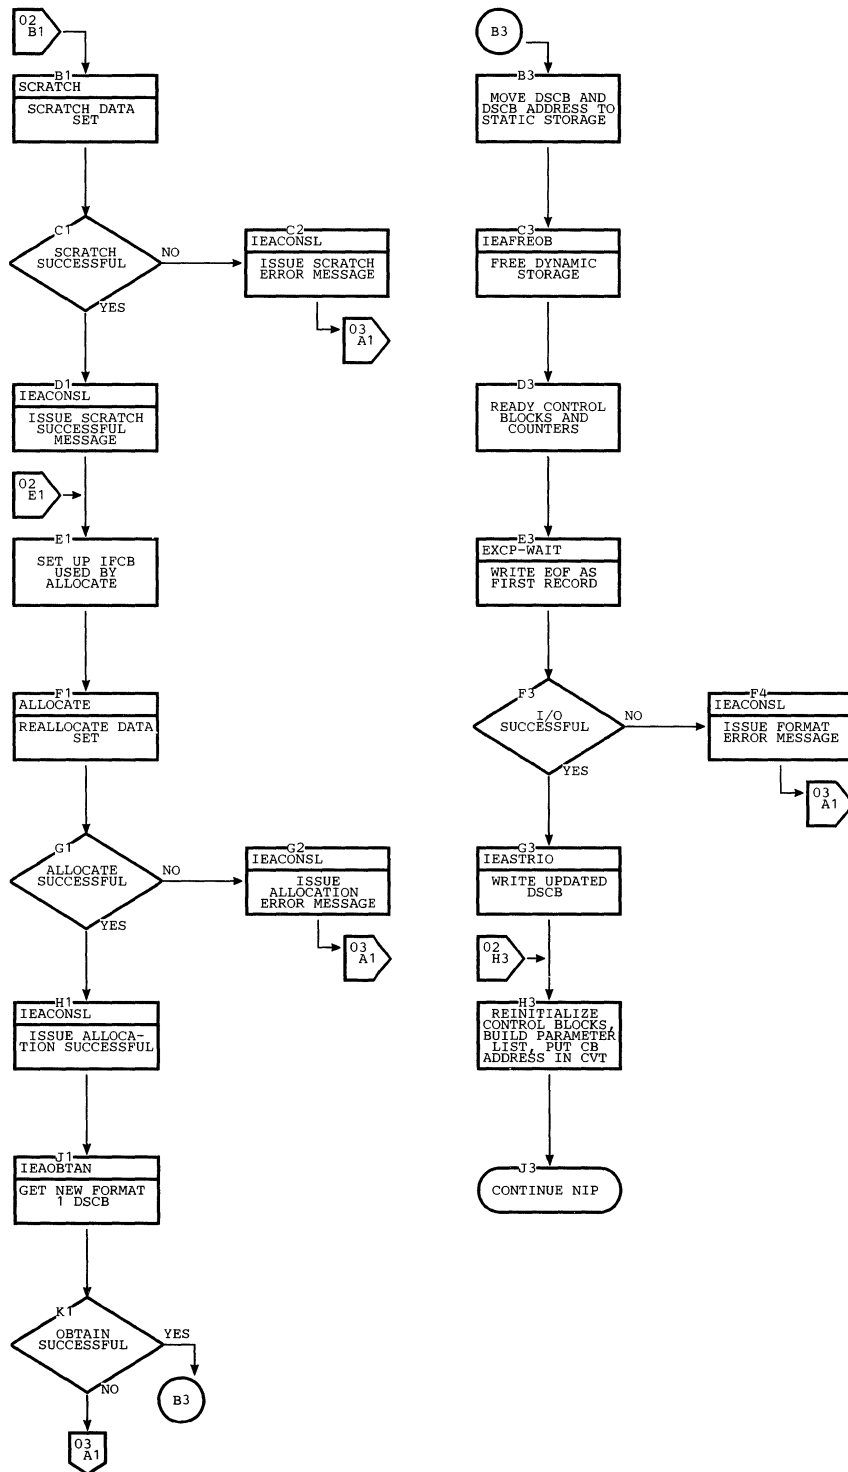 02
B1
B1
SCRATCH
SCRATCH DATA
SET
C1
SCRATCH
SUCCESSFUL
NO
YES
C2
IEACONSL
ISSUE SCRATCH
ERROR MESSAGE
03
A1
D1
IEACONSL
ISSUE SCRATCH
SUCCESSFUL
MESSAGE
02
E1
E1
SET UP IFCB
USED BY
ALLOCATE
F1
ALLOCATE
REALLOCATE DATA
SET
G1
ALLOCATE
SUCCESSFUL
NO
YES
G2
IEACONSL
ISSUE
ALLOCATION
ERROR MESSAGE
03
A1
H1
IEACONSL
ISSUE ALLOCA-
TION SUCCESSFUL
J1
IEAOBTAN
GET NEW FORMAT
1 DSCB
K1
OBTAIN
SUCCESSFUL
YES
NO
B3
03
A1
B3
B3
MOVE DSCB AND
DSCB ADDRESS TO
STATIC STORAGE
C3
IEAFREOB
FREE DYNAMIC
STORAGE
D3
READY CONTROL
BLOCKS AND
COUNTERS
E3
EXCP-WAIT
WRITE EOF AS
FIRST RECORD
F3
I/O
SUCCESSFUL
NO
YES
F4
IEACONSL
ISSUE FORMAT
ERROR MESSAGE
03
A1
G3
IEASTRIO
WRITE UPDATED
DSCB
02
H3
H3
REINITIALIZE
CONTROL BLOCKS,
BUILD PARAMETER
LIST, PUT CB
ADDRESS IN CVT
J3
CONTINUE NIP